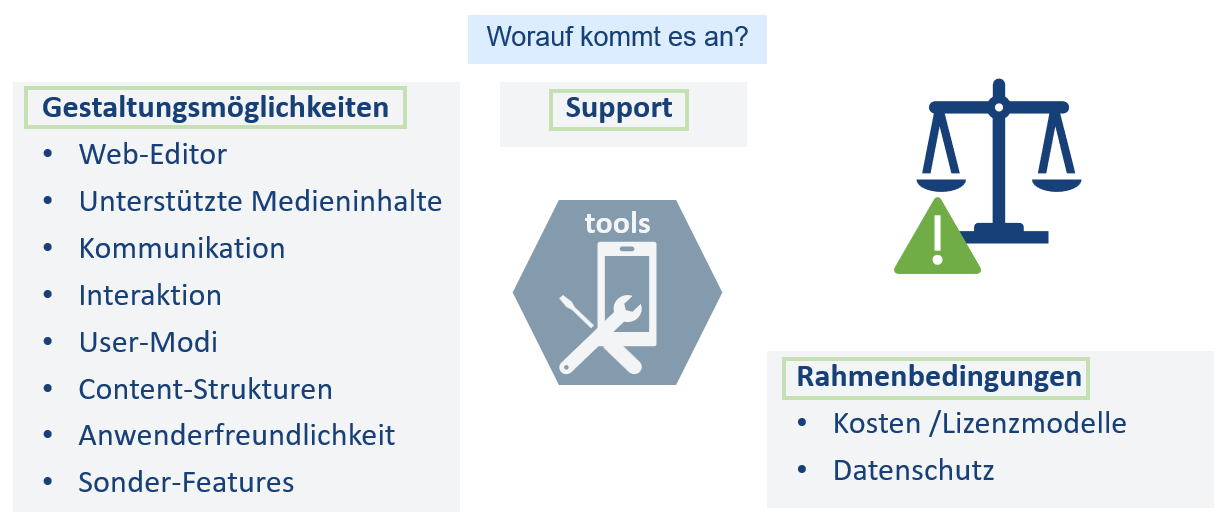 Worauf kommt es an?
Gestaltungsmöglichkeiten
• Web-Editor
• Unterstützte Medieninhalte
• Kommunikation
• Interaktion
• User-Modi
• Content-Strukturen
• Anwenderfreundlichkeit
• Sonder-Features
Support
tools
Rahmenbedingungen
• Kosten /Lizenzmodelle
• Datenschutz